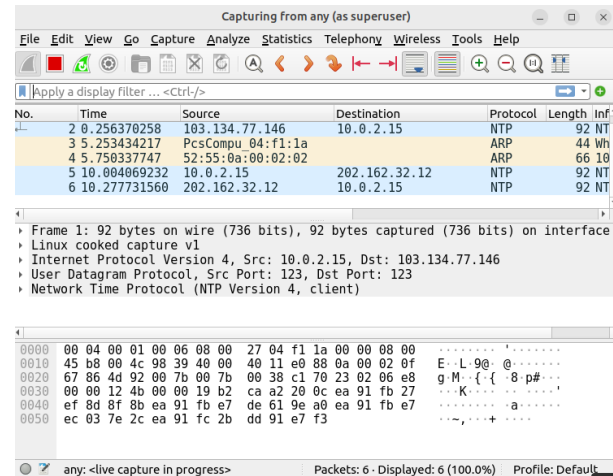 Capturing from any (as superuser)
File Edit View Go Capture Analyze Statistics Telephony Wireless Tools Help
Apply a display filter … <Ctrl-/>
No. Time Source Destination Protocol Length Inf
2 0.256370258 103.134.77.146 10.0.2.15 NTP 92 NT
3 5.253434217 PcsCompu_04:f1:1a ARP 44 Wh
4 5.750337747 52:55:0a:00:02:02 ARP 66 10
5 10.004069232 10.0.2.15 202.162.32.12 NTP 92 NT
6 10.277731560 202.162.32.12 10.0.2.15 NTP 92 NT
Frame 1: 92 bytes on wire (736 bits), 92 bytes captured (736 bits) on interface
Linux cooked capture v1
Internet Protocol Version 4, Src: 10.0.2.15, Dst: 103.134.77.146
User Datagram Protocol, Src Port: 123, Dst Port: 123
Network Time Protocol (NTP Version 4, client)
0000 00 04 00 01 00 06 08 00 27 04 f1 1a 00 00 08 00 ········ '·······
0010 45 b8 00 4c 98 39 40 00 40 11 e0 88 0a 00 02 0f E··L·9@· @·······
0020 67 86 4d 92 00 7b 00 7b 00 38 c1 70 23 02 06 e8 g·M··{·{ ·8·p#···
0030 00 00 12 4b 00 00 19 b2 ca a2 20 0c ea 91 fb 27 ···K···· ·· ····'
0040 ef 8d 8f 8b ea 91 fb e7 de 61 9e a0 ea 91 fb e7 ········ ·a······
0050 ec 03 7e 2c ea 91 fc 2b dd 91 e7 f3 ··~,···+ ····
any: <live capture in progress> Packets: 6 · Displayed: 6 (100.0%) Profile: Default